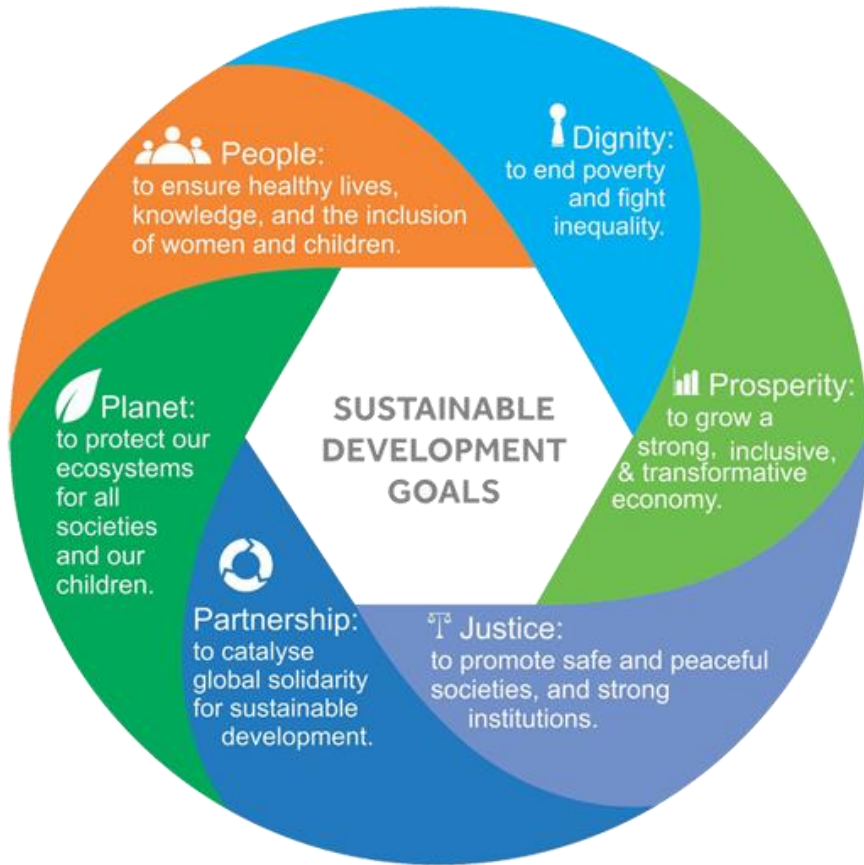 SUSTAINABLE
DEVELOPMENT
GOALS
Dignity:
to end poverty
and fight
inequality.
Prosperity:
to grow a
strong, inclusive,
& transformative
economy.
Justice:
to promote safe and peaceful
societies, and strong
institutions.
Partnership:
to catalyse
global solidarity
for sustainable
development.
Planet:
to protect our
ecosystems
for all
societies
and our
children.
People:
to ensure healthy lives,
knowledge, and the inclusion
of women and children.